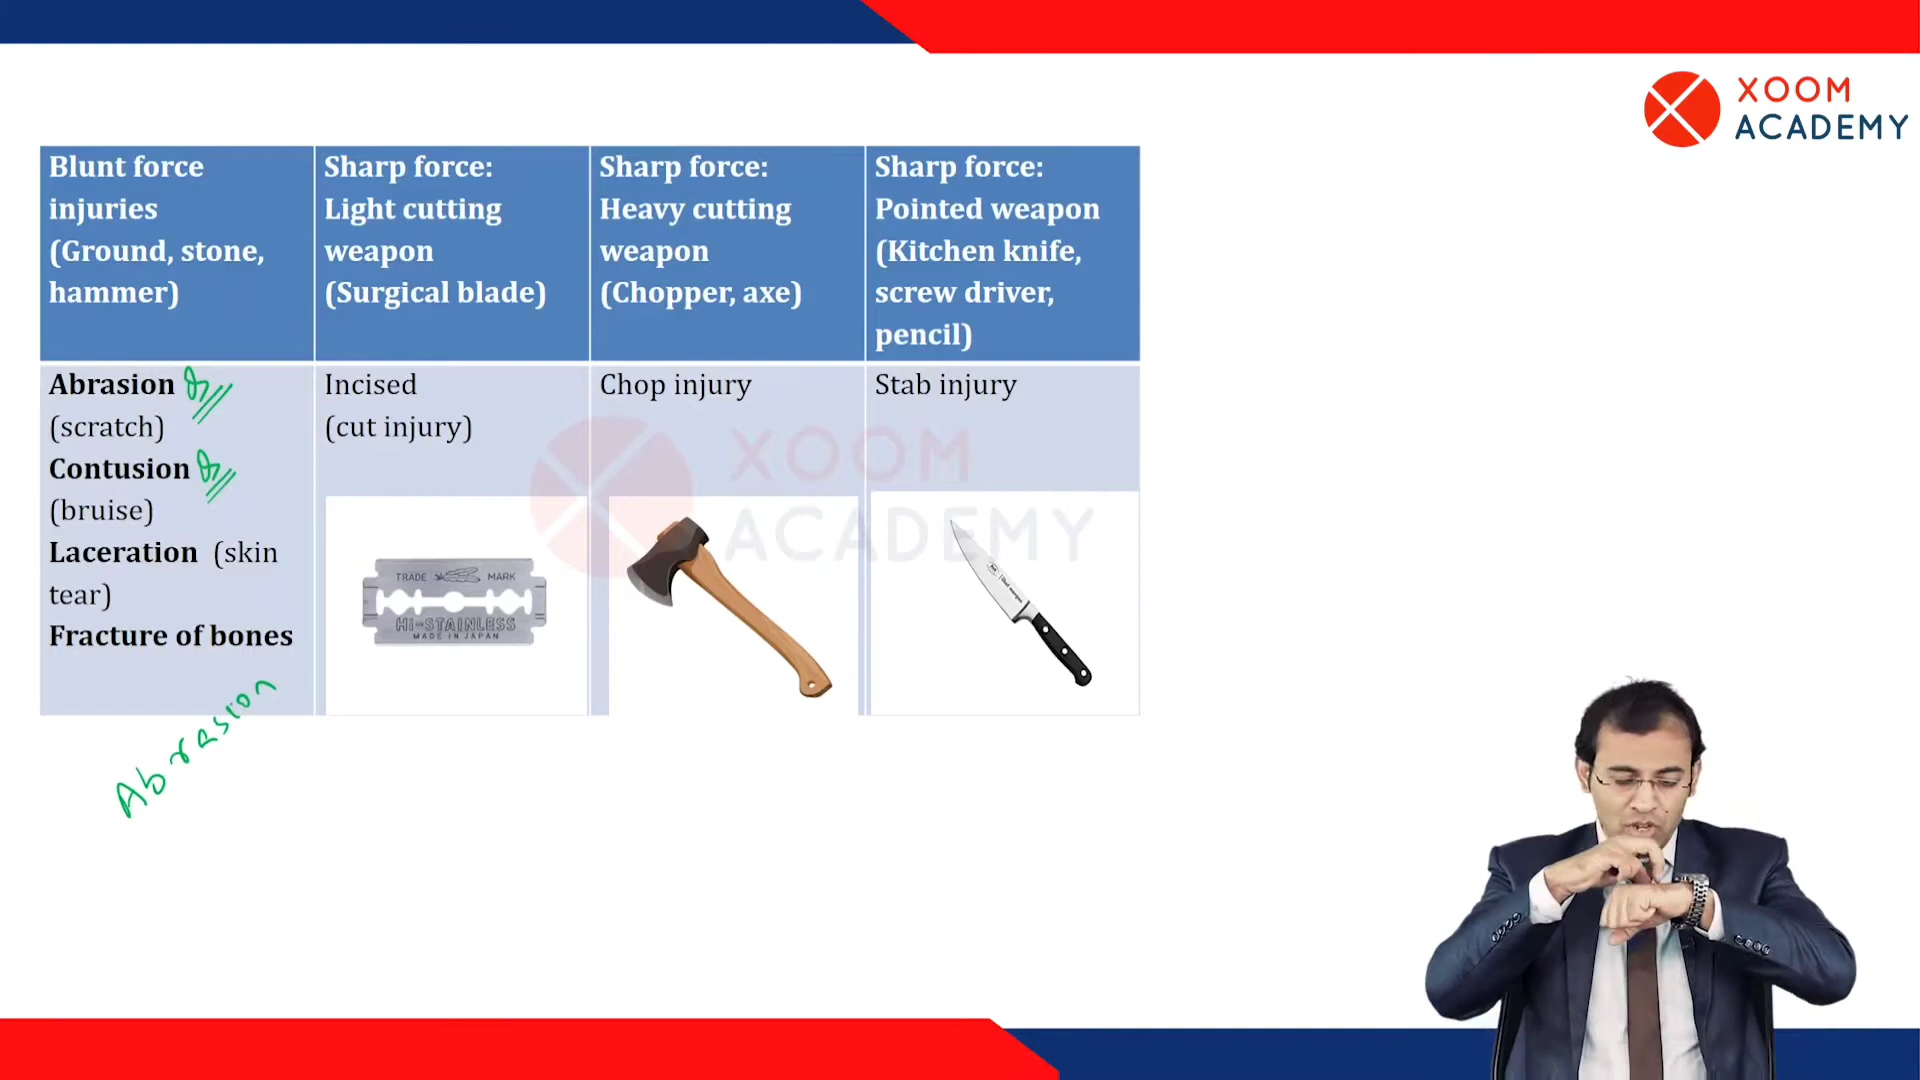 XOOM
ACADEMY
Blunt force
injuries
(Ground, stone,
hammer)
Sharp force:
Light cutting
weapon
(Surgical blade)
Sharp force:
Heavy cutting
weapon
(Chopper, axe)
Sharp force:
Pointed weapon
(Kitchen knife,
screw driver,
pencil)
Abrasion
(scratch)
Contusion
(bruise)
Laceration (skin
tear)
Fracture of bones
Incised
(cut injury)
Chop injury
Stab injury
XOOM
ACADEMY
TRADE MARK
HI-STAINLESS
MADE IN JAPAN
Abrasion